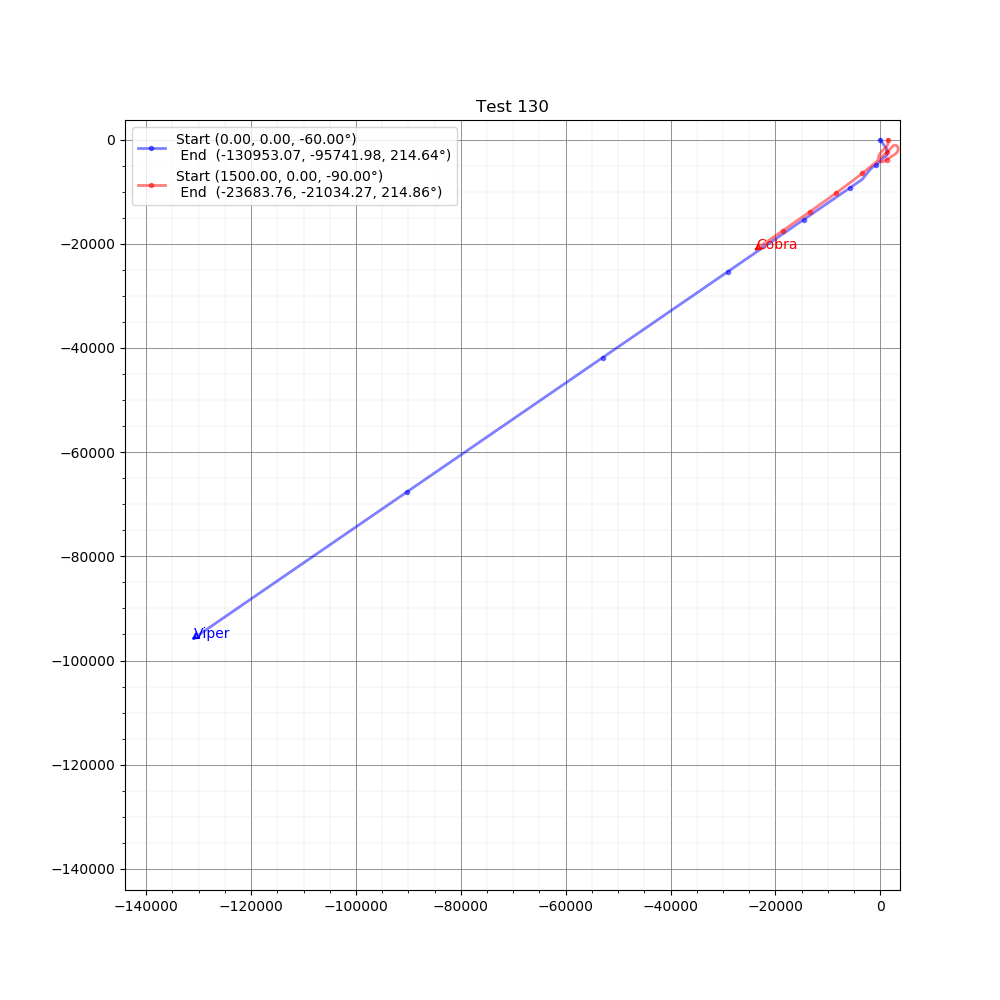 Test 130
Start (0.00, 0.00, -60.00°)
End (-130953.07, -95741.98, 214.64°)
Start (1500.00, 0.00, -90.00°)
End (-23683.76, -21034.27, 214.86°)
0
−20000
−40000
−60000
−80000
−100000
−120000
−140000
Cobra
Viper
−140000 −120000 −100000 −80000 −60000 −40000 −20000 0